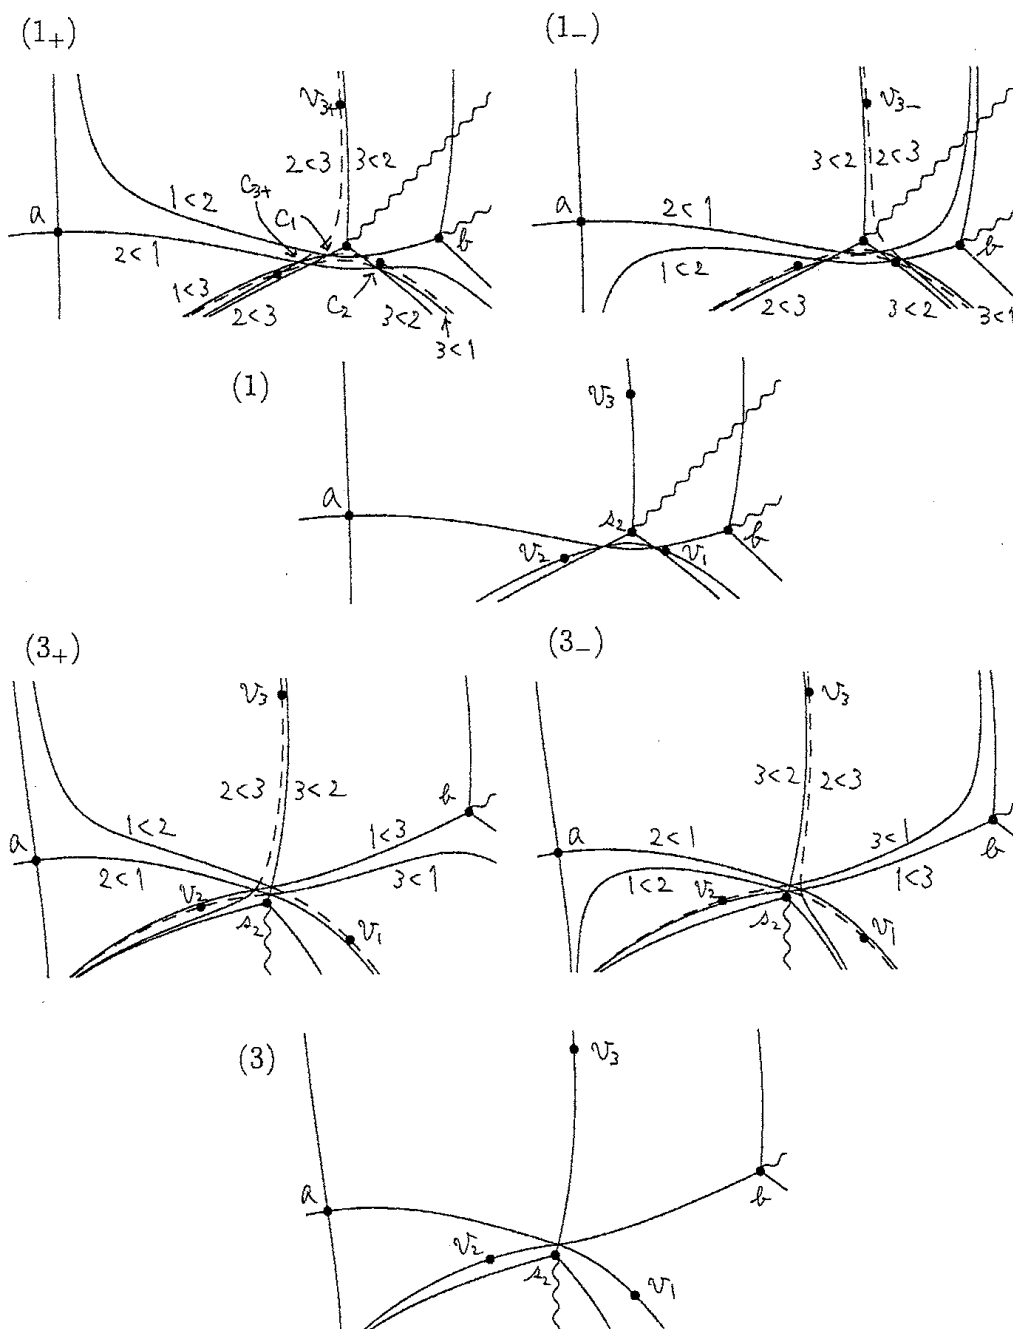 (1₊)
v₃₊
2<3
3<2
c₃₊
c₁
1<2
a
2<1
b
1<3
2<3
c₂
3<2
3<1
(1₋)
v₃₋
3<2
2<3
a
2<1
1<2
b
2<3
3<2
3<1
(1)
v₃
a
s₂
b
v₂
v₁
(3₊)
v₃
2<3
3<2
b
1<2
1<3
a
2<1
3<1
v₂
s₂
v₁
(3₋)
v₃
3<2
2<3
a
2<1
3<1
b
1<2
v₂
1<3
s₂
v₁
(3)
v₃
a
b
v₂
s₂
v₁